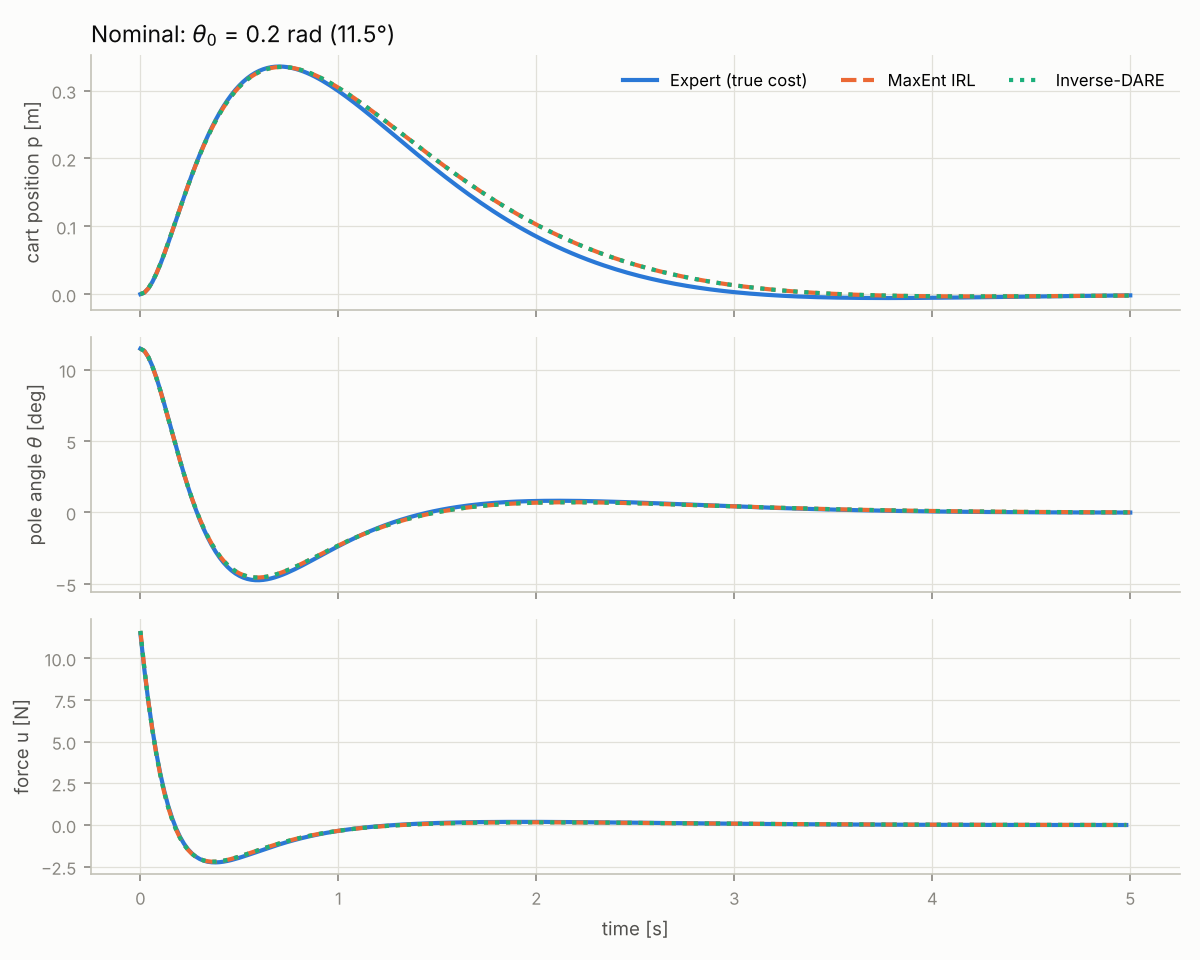 Nominal: θ₀ = 0.2 rad (11.5°)
Expert (true cost) MaxEnt IRL Inverse-DARE
cart position p [m]
0.3
0.2
0.1
0.0
pole angle θ [deg]
10
5
0
−5
force u [N]
10.0
7.5
5.0
2.5
0.0
−2.5
0 1 2 3 4 5
time [s]